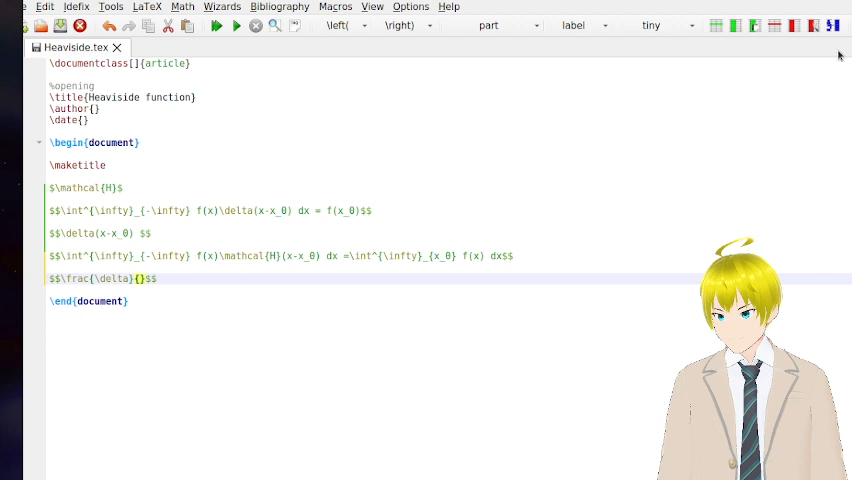 Edit Idefix Tools LaTeX Math Wizards Bibliography Macros View Options Help
\left( \right) part label tiny
Heaviside.tex
\documentclass[]{article}
%opening
\title{Heaviside function}
\author{}
\date{}
\begin{document}
\maketitle
$\mathcal{H}$
$$\int^{\infty}_{-\infty} f(x)\delta(x-x_0) dx = f(x_0)$$
$$\delta(x-x_0) $$
$$\int^{\infty}_{-\infty} f(x)\mathcal{H}(x-x_0) dx =\int^{\infty}_{x_0} f(x) dx$$
$$\frac{\delta}{}$$
\end{document}